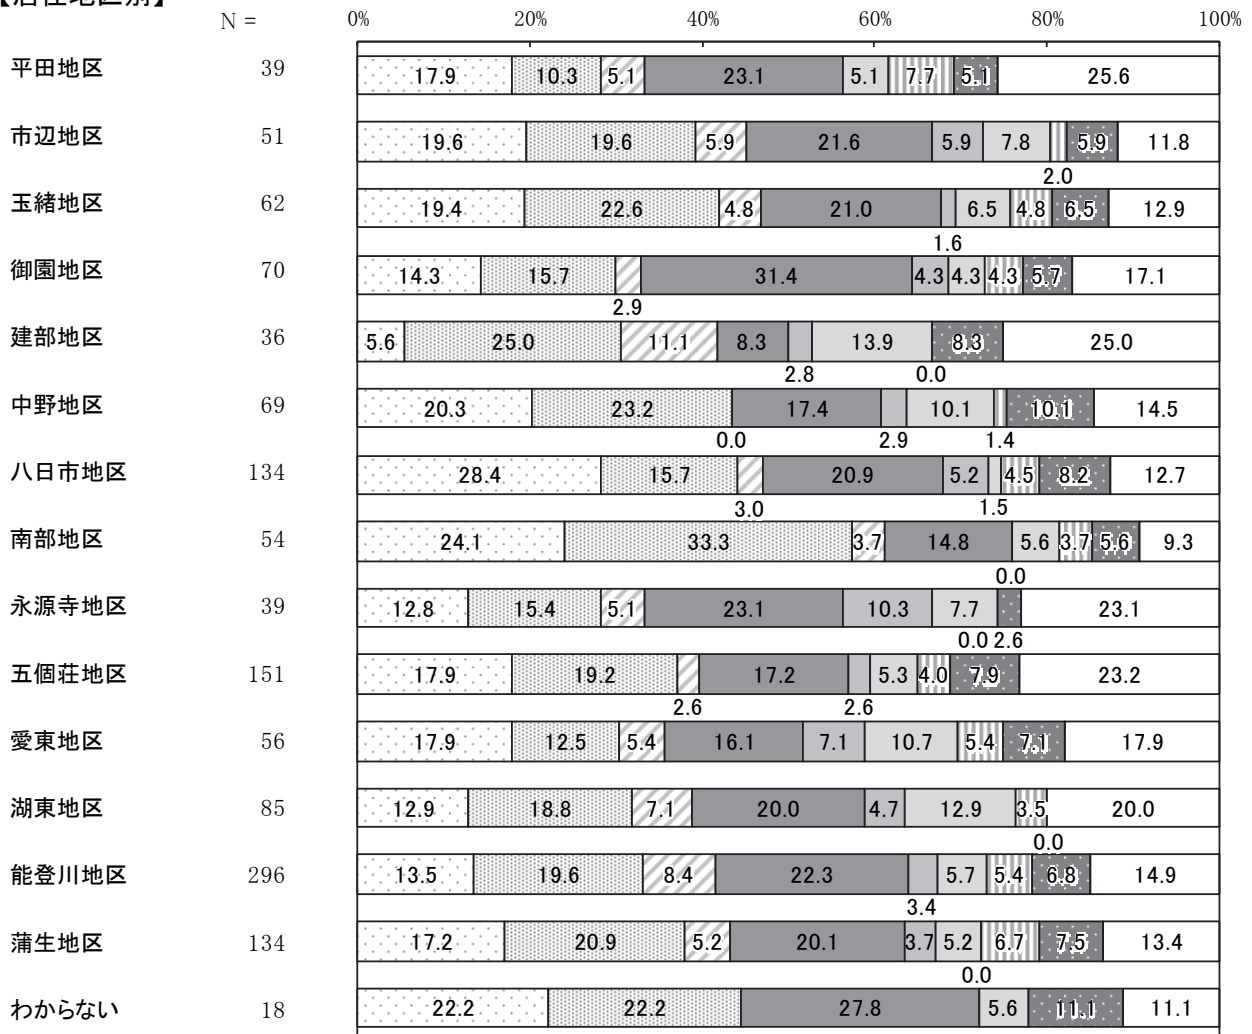 【居住地区別】
N = 0% 20% 40% 60% 80% 100%
平田地区 39 17.9 10.3 5.1 23.1 5.1 7.7 5.1 25.6
市辺地区 51 19.6 19.6 5.9 21.6 5.9 7.8 5.9 11.8
2.0
玉緒地区 62 19.4 22.6 4.8 21.0 6.5 4.8 6.5 12.9
1.6
御園地区 70 14.3 15.7 31.4 4.3 4.3 4.3 5.7 17.1
2.9
建部地区 36 5.6 25.0 11.1 8.3 13.9 8.3 25.0
2.8 0.0
中野地区 69 20.3 23.2 17.4 10.1 10.1 14.5
0.0 2.9 1.4
八日市地区 134 28.4 15.7 20.9 5.2 4.5 8.2 12.7
3.0 1.5
南部地区 54 24.1 33.3 3.7 14.8 5.6 3.7 5.6 9.3
0.0
永源寺地区 39 12.8 15.4 5.1 23.1 10.3 7.7 23.1
0.0 2.6
五個荘地区 151 17.9 19.2 17.2 5.3 4.0 7.9 23.2
2.6 2.6
愛東地区 56 17.9 12.5 5.4 16.1 7.1 10.7 5.4 7.1 17.9
湖東地区 85 12.9 18.8 7.1 20.0 4.7 12.9 3.5 20.0
0.0
能登川地区 296 13.5 19.6 8.4 22.3 5.7 5.4 6.8 14.9
3.4
蒲生地区 134 17.2 20.9 5.2 20.1 3.7 5.2 6.7 7.5 13.4
0.0
わからない 18 22.2 22.2 27.8 5.6 11.1 11.1